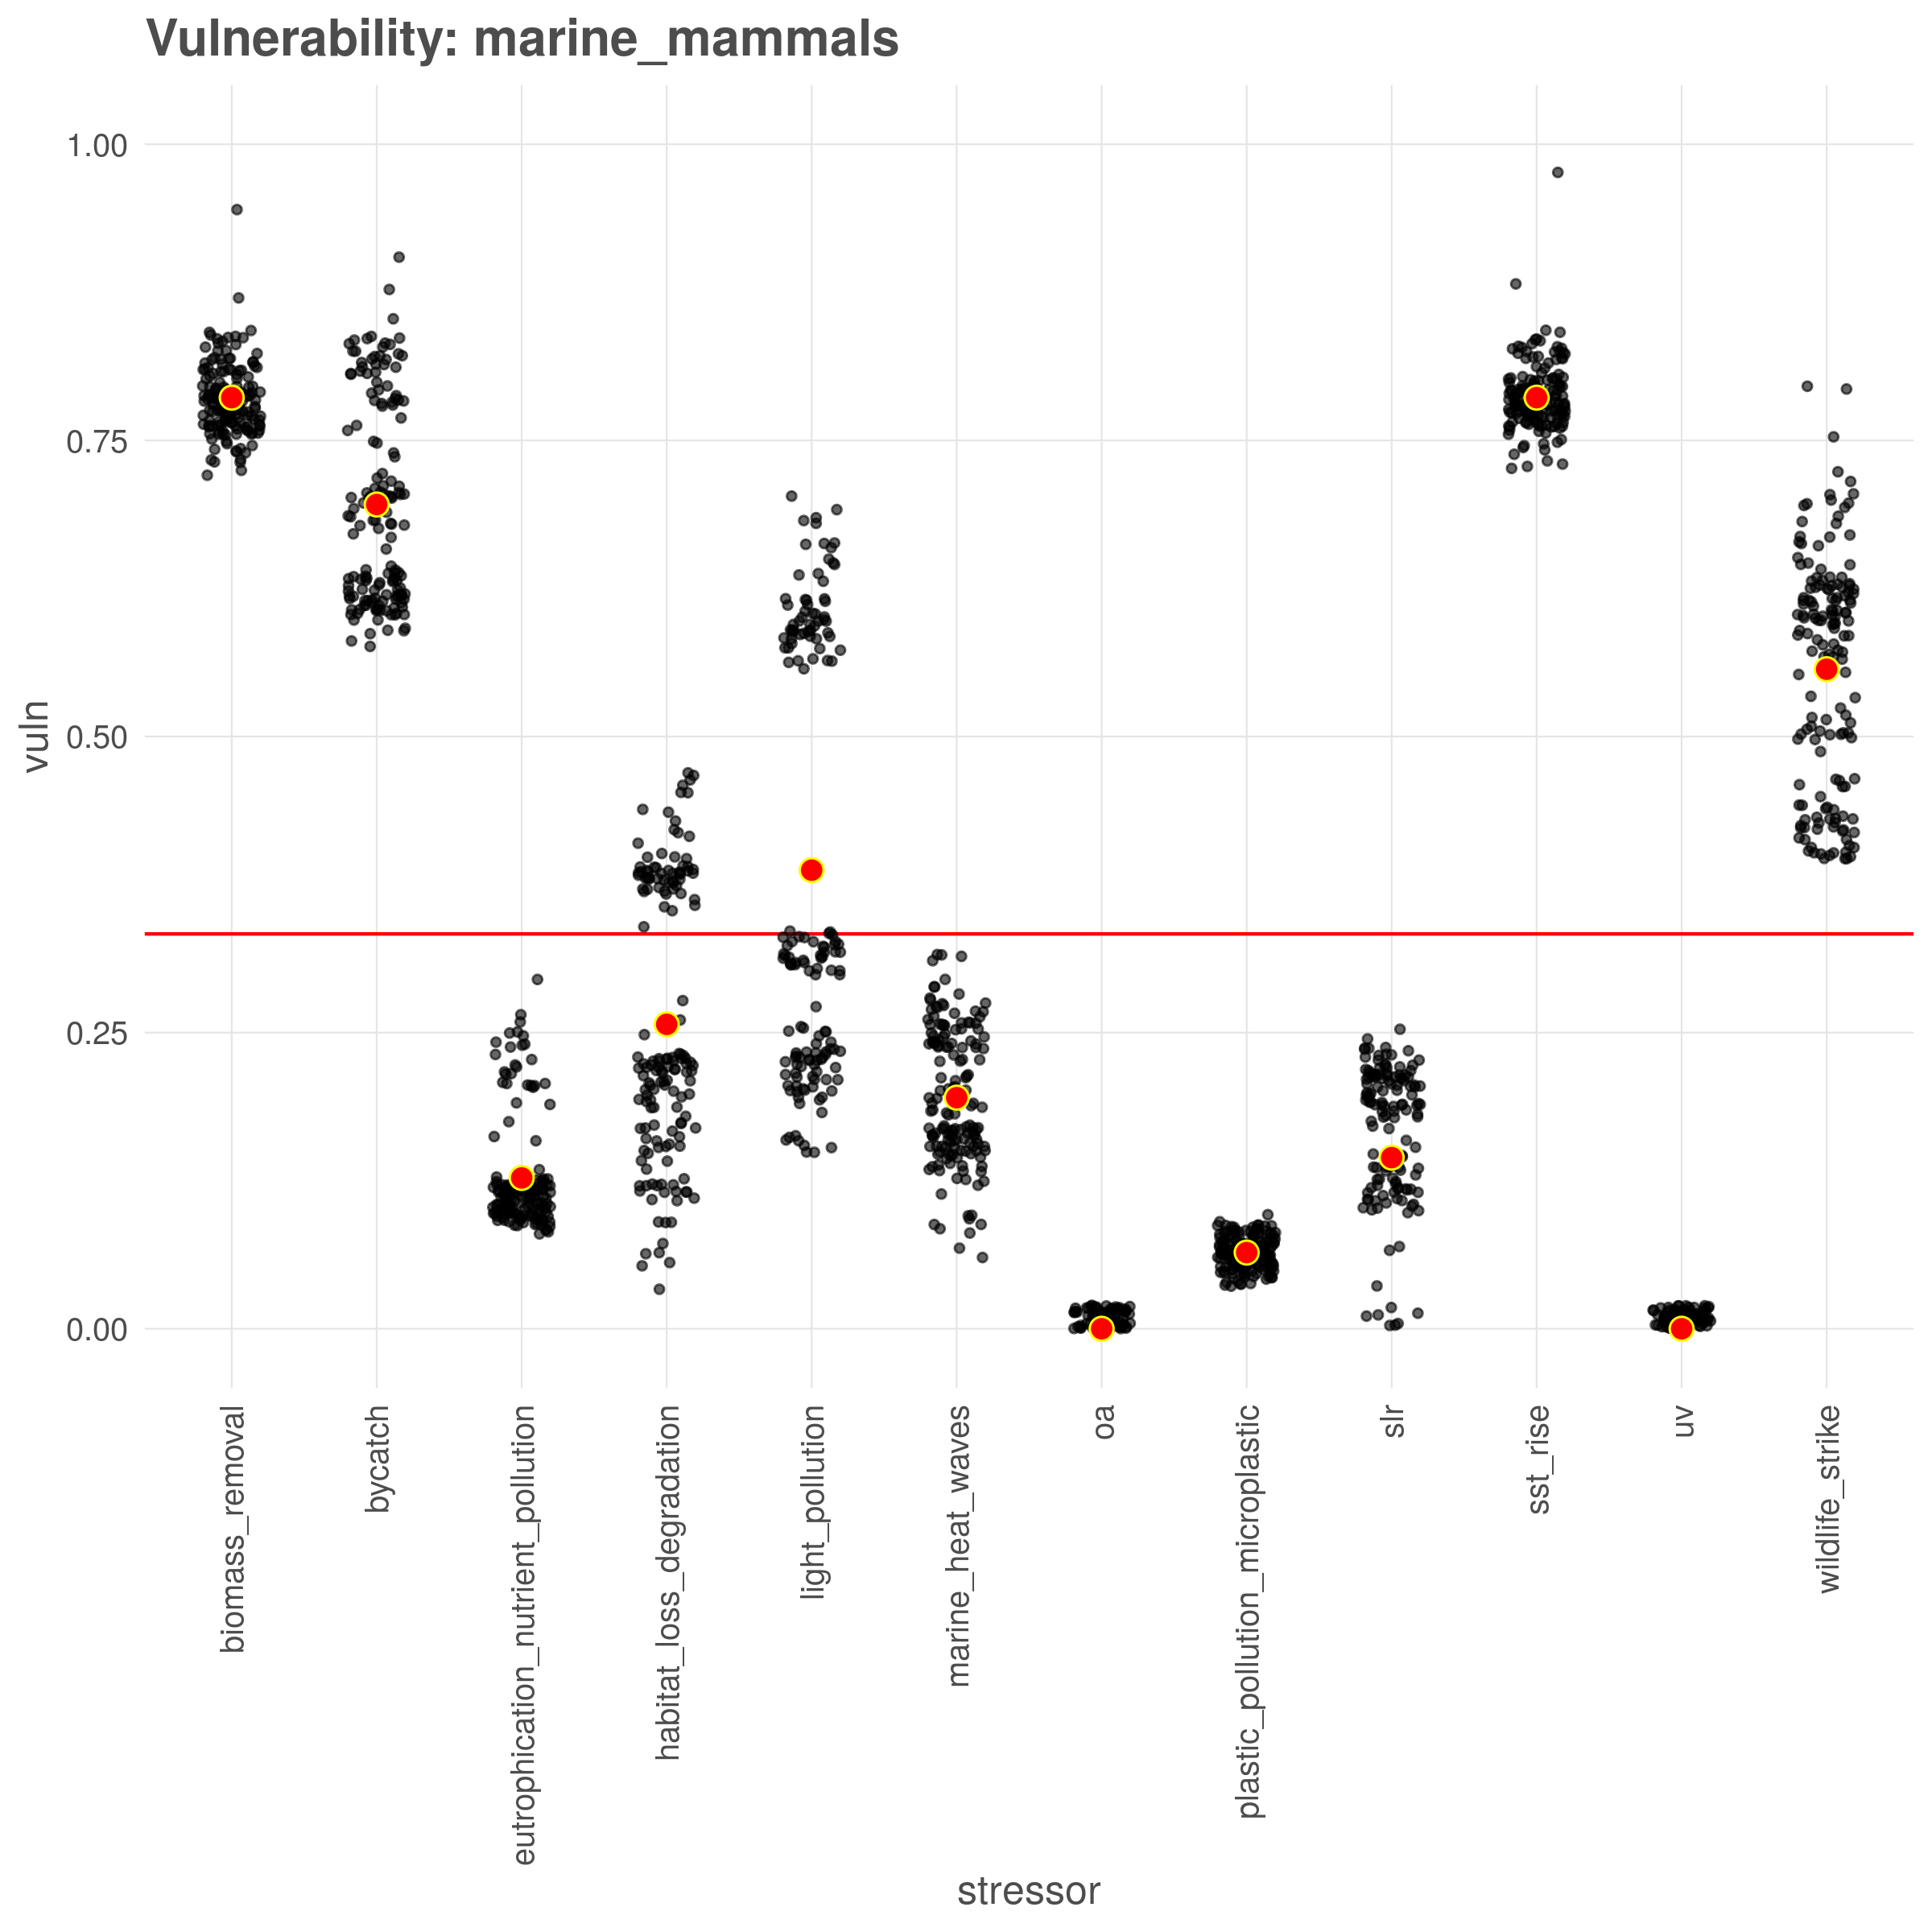 Vulnerability: marine_mammals
vuln
1.00
0.75
0.50
0.25
0.00
biomass_removal
bycatch
eutrophication_nutrient_pollution
habitat_loss_degradation
light_pollution
marine_heat_waves
oa
plastic_pollution_microplastic
slr
sst_rise
uv
wildlife_strike
stressor